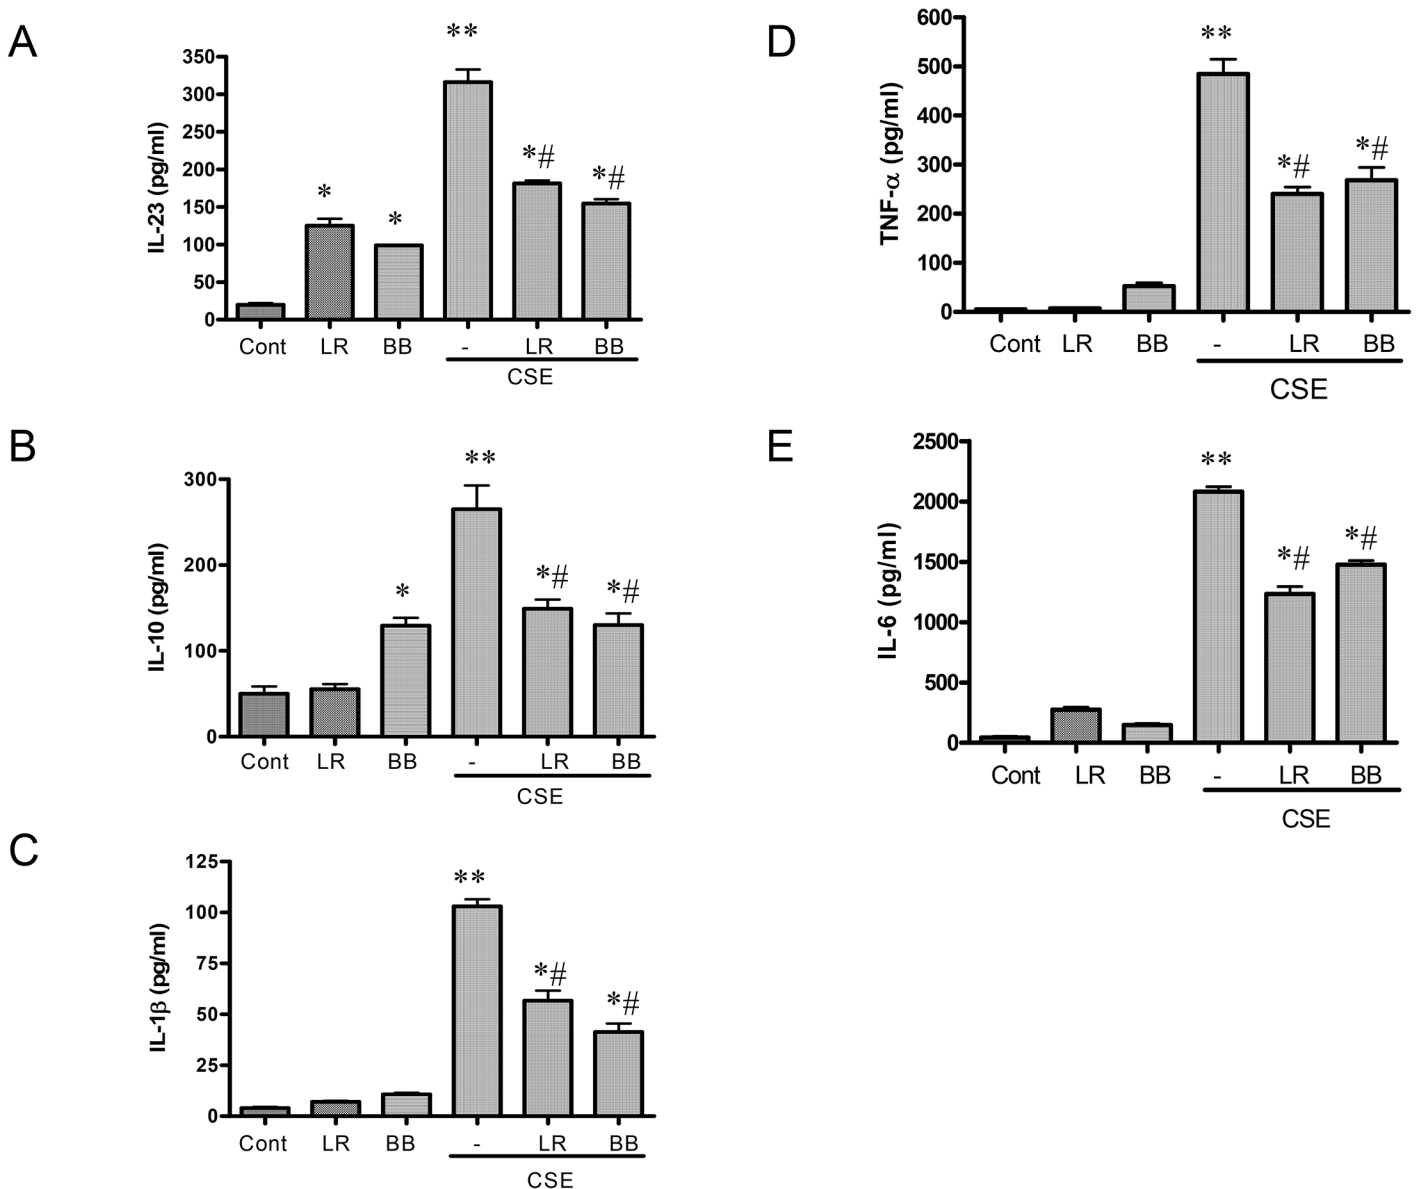 A
**
350
300
250
200
150
100
50
0
IL-23 (pg/ml)
*
*
*#
*#
Cont LR BB - LR BB
CSE
B
**
300
200
100
0
IL-10 (pg/ml)
*
*#
*#
Cont LR BB - LR BB
CSE
C
**
125
100
75
50
25
0
IL-1β (pg/ml)
*#
*#
Cont LR BB - LR BB
CSE
D
**
600
500
400
300
200
100
0
TNF-α (pg/ml)
*#
*#
Cont LR BB - LR BB
CSE
E
**
2500
2000
1500
1000
500
0
IL-6 (pg/ml)
*#
*#
Cont LR BB - LR BB
CSE